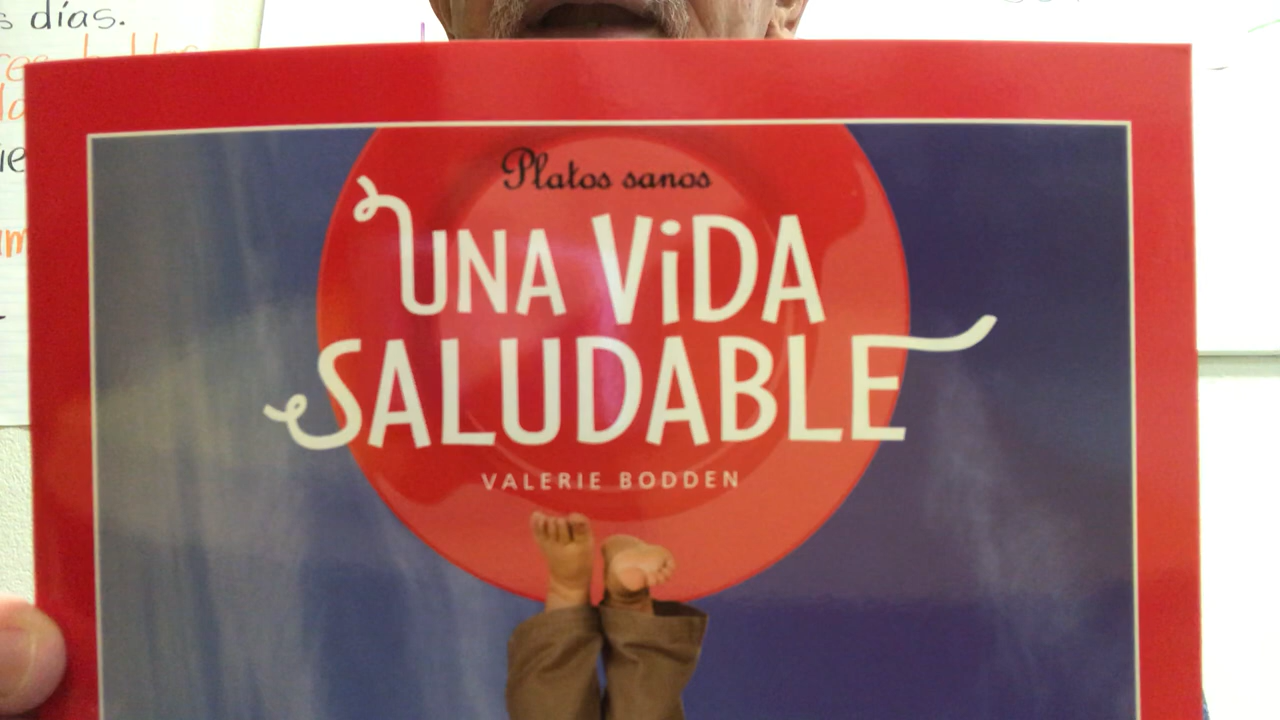 días.
Platos sanos
UNA ViDA
SALUDABLE
VALERIE BODDEN